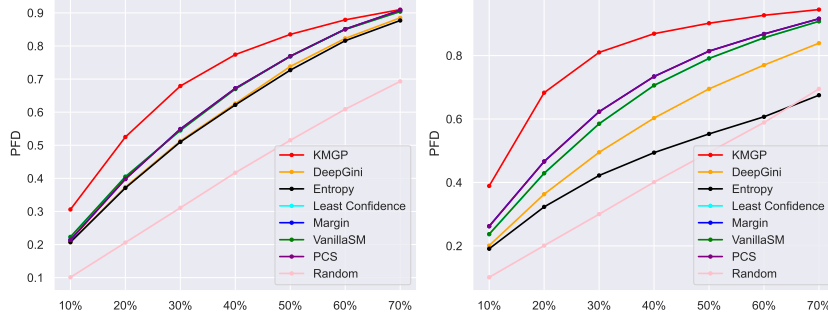 PFD
0.9
0.8
0.7
0.6
0.5
0.4
0.3
0.2
0.1
10% 20% 30% 40% 50% 60% 70%
KMGP
DeepGini
Entropy
Least Confidence
Margin
VanillaSM
PCS
Random
PFD
0.8
0.6
0.4
0.2
10% 20% 30% 40% 50% 60% 70%
KMGP
DeepGini
Entropy
Least Confidence
Margin
VanillaSM
PCS
Random